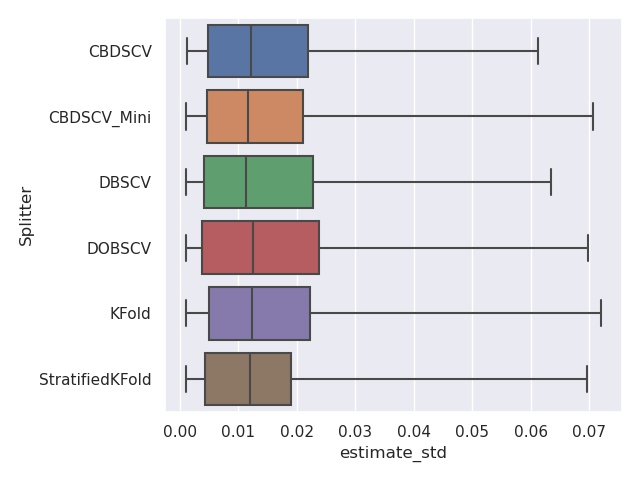 CBDSCV
CBDSCV_Mini
DBSCV
DOBSCV
KFold
StratifiedKFold
Splitter
0.00 0.01 0.02 0.03 0.04 0.05 0.06 0.07
estimate_std